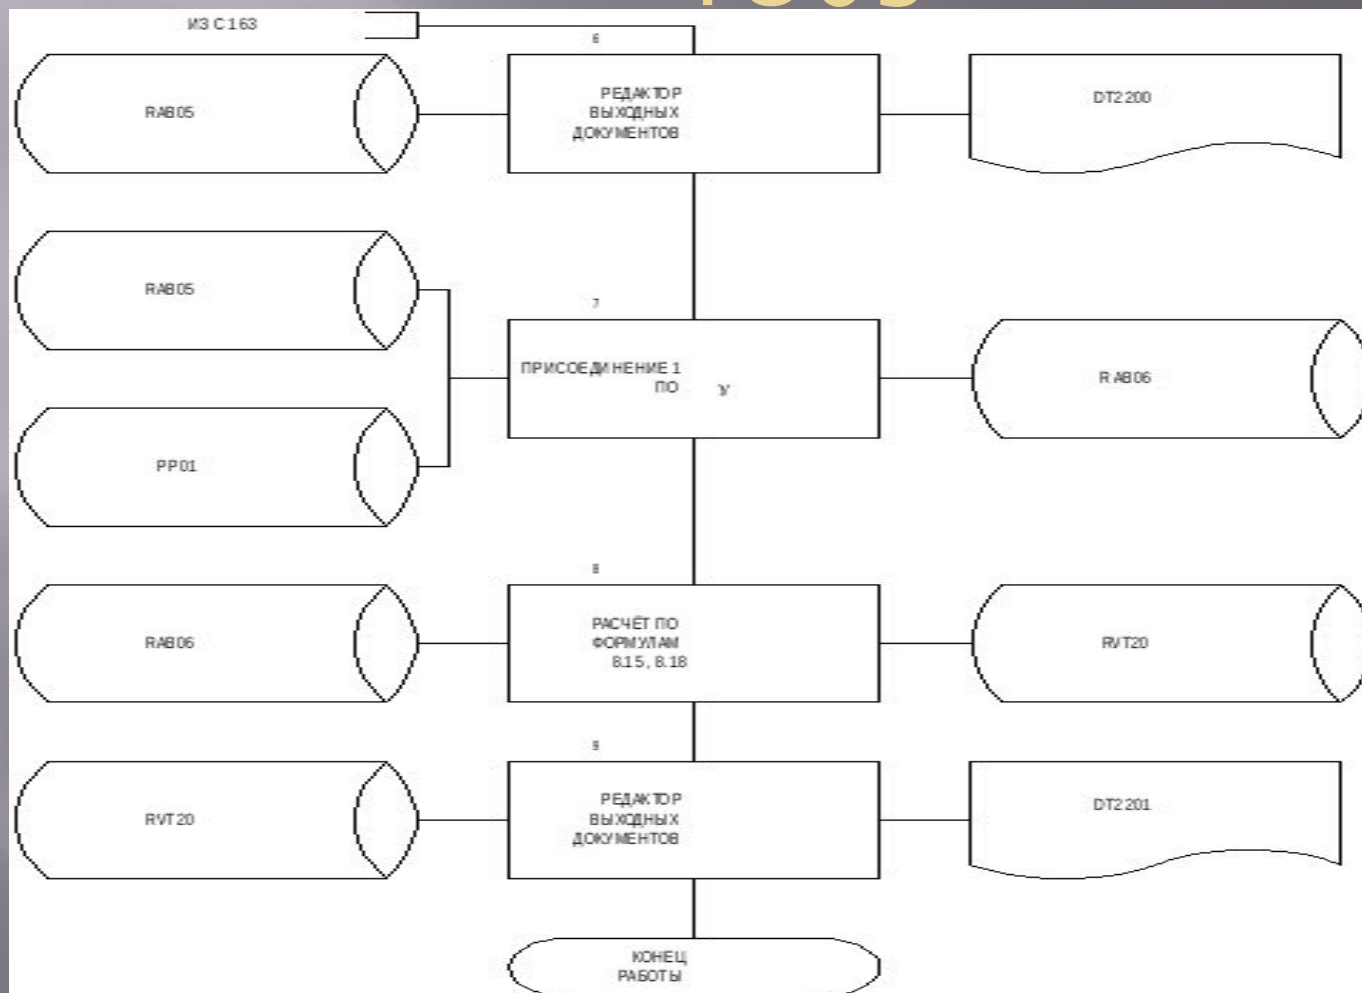 ИЗ С 163
6
RAB05
РЕДАКТОР
ВЫХОДНЫХ
ДОКУМЕНТОВ
DT2200
RAB05
7
ПРИСОЕДИНЕНИЕ 1
ПО У
RAB06
PP01
8
RAB06
РАСЧЁТ ПО
ФОРМУЛАМ
8.15, 8.18
RVT20
9
RVT20
РЕДАКТОР
ВЫХОДНЫХ
ДОКУМЕНТОВ
DT2201
КОНЕЦ
РАБОТЫ